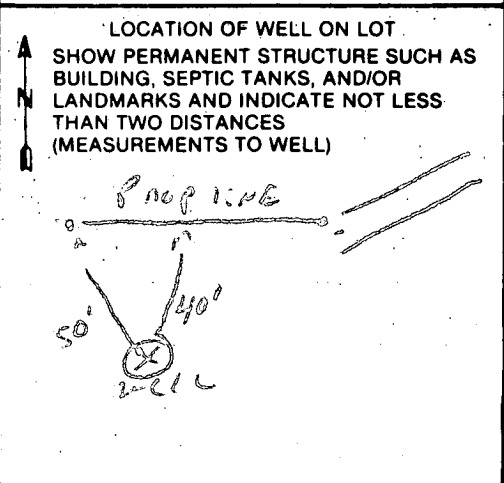 LOCATION OF WELL ON LOT
SHOW PERMANENT STRUCTURE SUCH AS
BUILDING, SEPTIC TANKS, AND/OR
N LANDMARKS AND INDICATE NOT LESS
THAN TWO DISTANCES
(MEASUREMENTS TO WELL)
PROP LINE
50' 40'
X
WELL